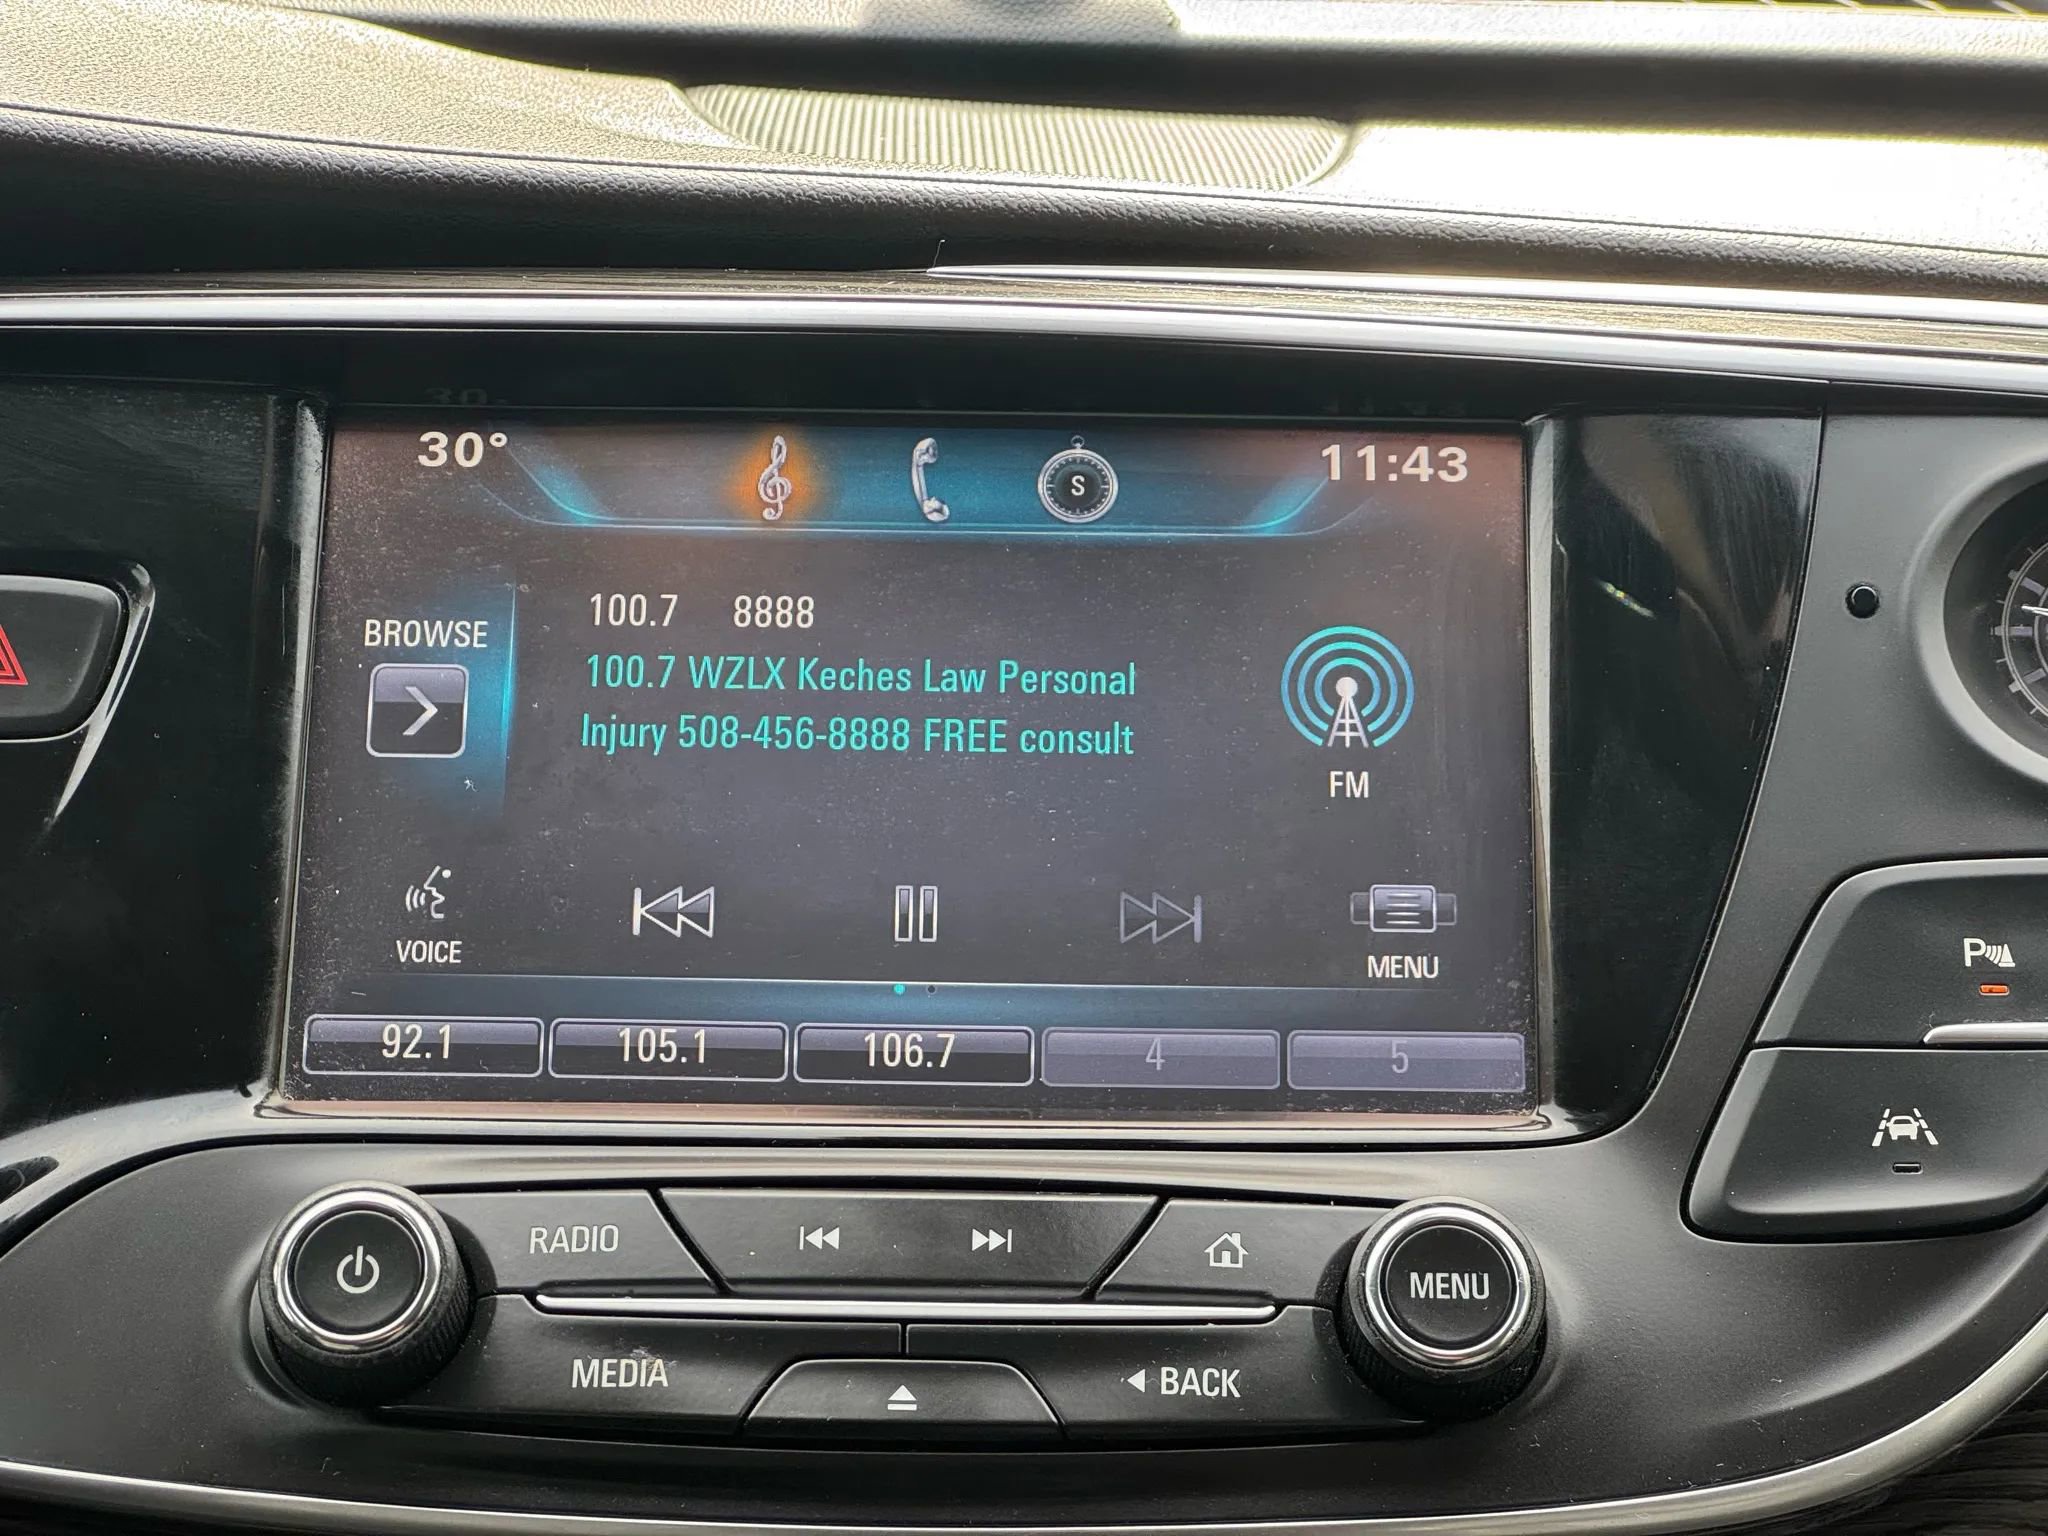 30° 11:43
S
100.7 8888
BROWSE
100.7 WZLX Keches Law Personal
Injury 508-456-8888 FREE consult
FM
VOICE
MENU
92.1 105.1 106.7 4 5
P
RADIO
MENU
MEDIA
BACK